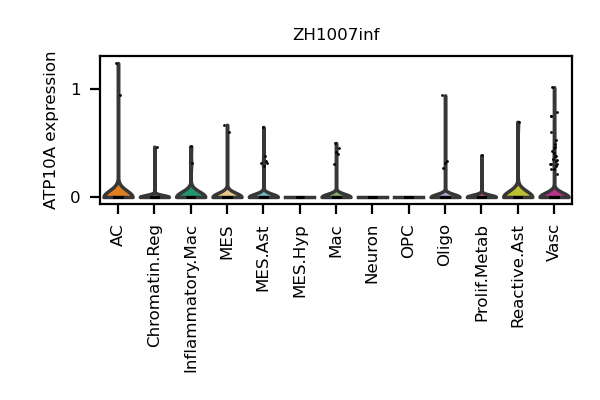 ZH1007inf
ATP10A expression
1
0
AC
Chromatin.Reg
Inflammatory.Mac
MES
MES.Ast
MES.Hyp
Mac
Neuron
OPC
Oligo
Prolif.Metab
Reactive.Ast
Vasc